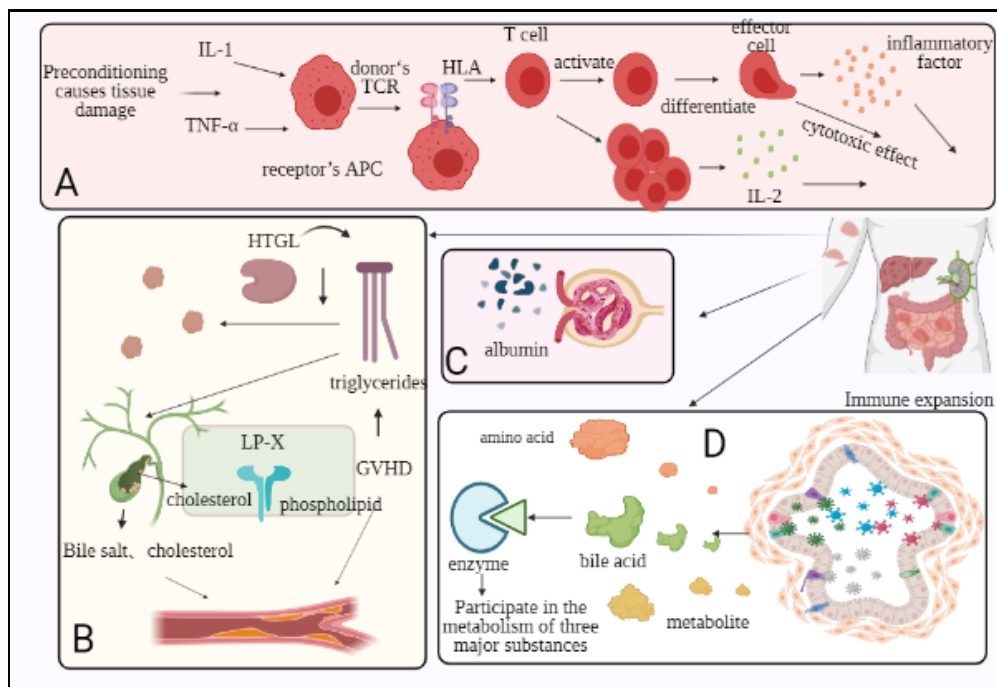 IL-1
Preconditioning
causes tissue
damage
TNF-α
donor's
TCR
HLA
receptor's APC
T cell
activate
differentiate
effector
cell
inflammatory
factor
cytotoxic effect
IL-2
A
HTGL
triglycerides
LP-X
cholesterol
phospholipid
GVHD
Bile salt、cholesterol
B
albumin
C
Immune expansion
amino acid
D
enzyme
bile acid
Participate in the
metabolism of three
major substances
metabolite